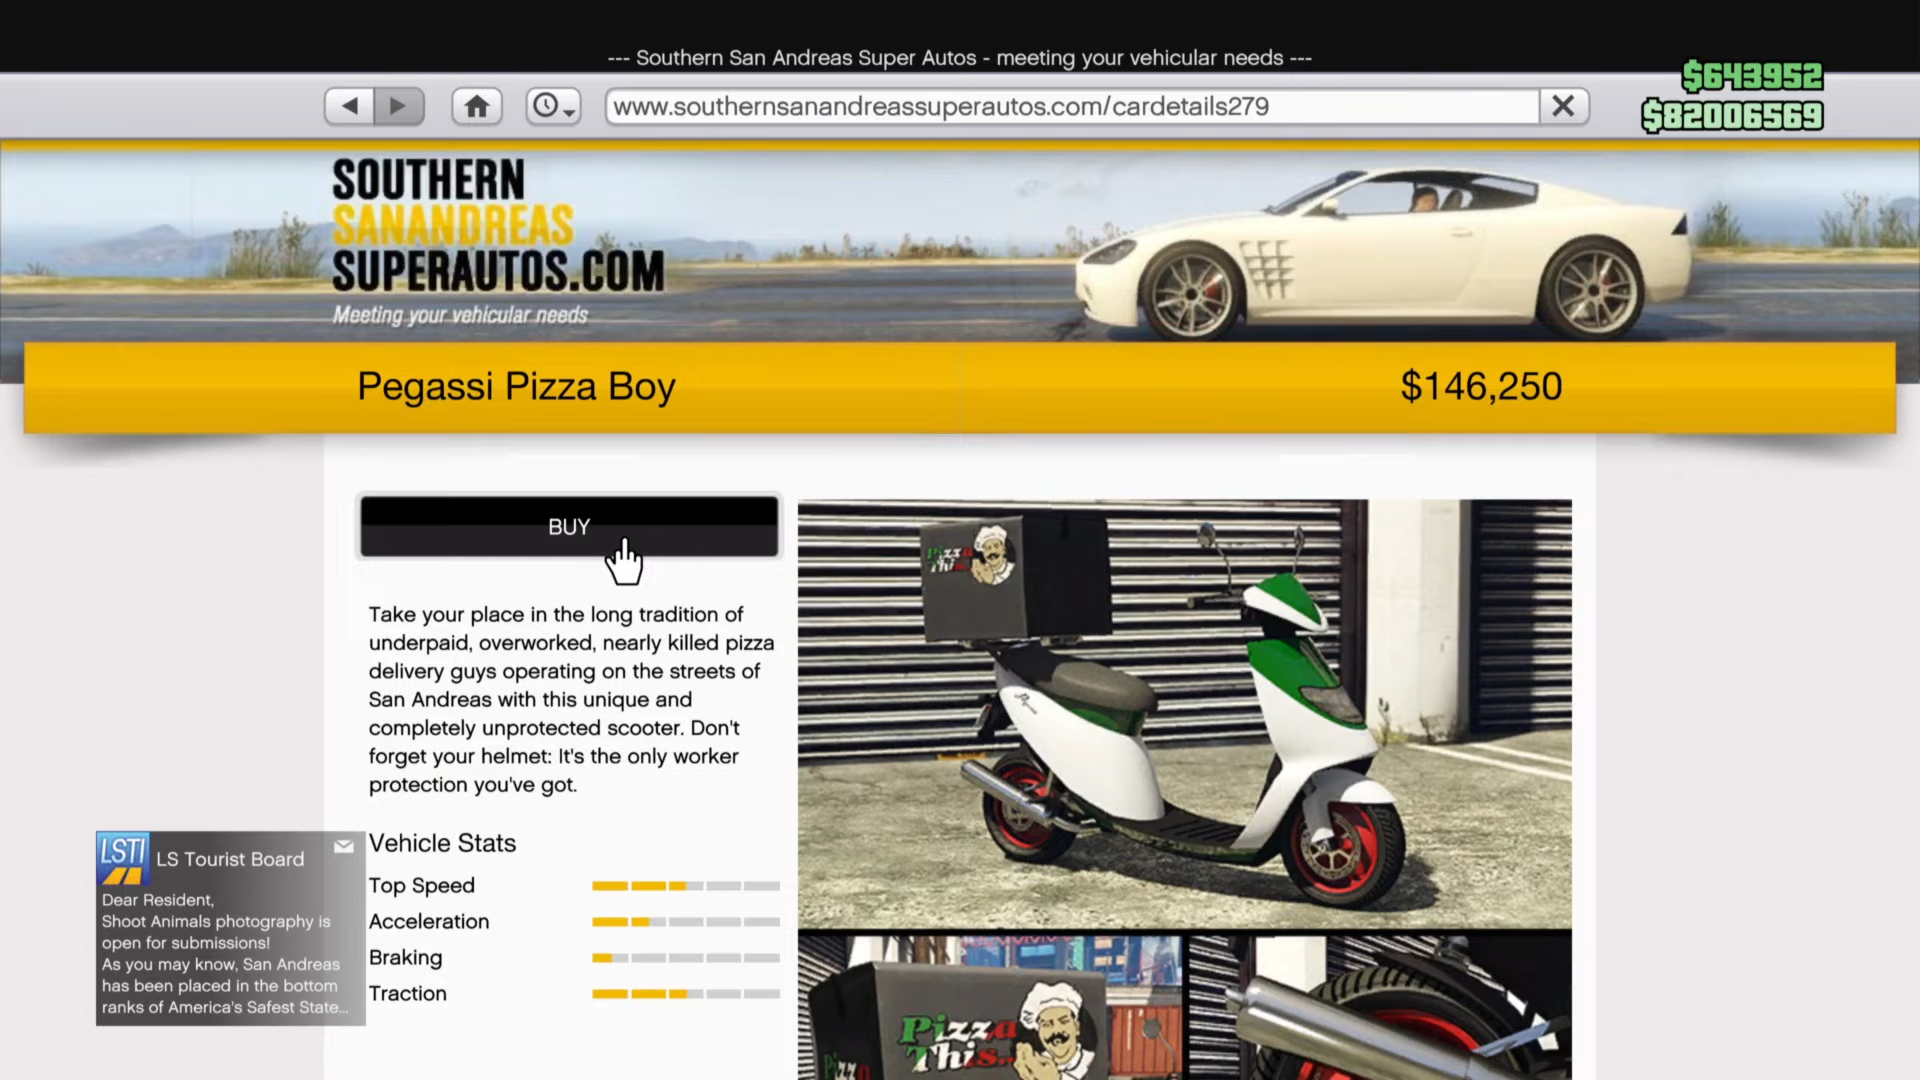 --- Southern San Andreas Super Autos - meeting your vehicular needs ---
$643952
www.southernsanandreassuperautos.com/cardetails279
$82006569
SOUTHERN
SANANDREAS
SUPERAUTOS.COM
Meeting your vehicular needs
Pegassi Pizza Boy
$146,250
BUY
Take your place in the long tradition of
underpaid, overworked, nearly killed pizza
delivery guys operating on the streets of
San Andreas with this unique and
completely unprotected scooter. Don't
forget your helmet: It's the only worker
protection you've got.
Pizza
This..
Vehicle Stats
Top Speed
Acceleration
Braking
Traction
LSTI
LS Tourist Board
Dear Resident,
Shoot Animals photography is
open for submissions!
As you may know, San Andreas
has been placed in the bottom
ranks of America's Safest State...
Pizza
This..